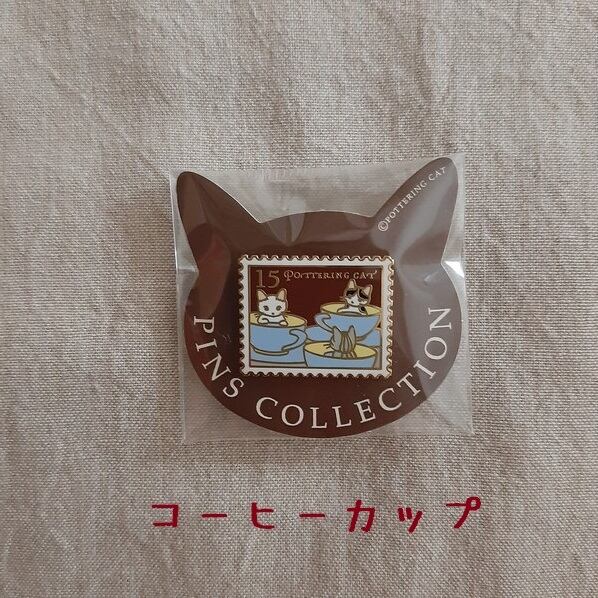 ©POTTERING CAT
15 POTTERING CAT
PINS COLLECTION
コーヒーカップ